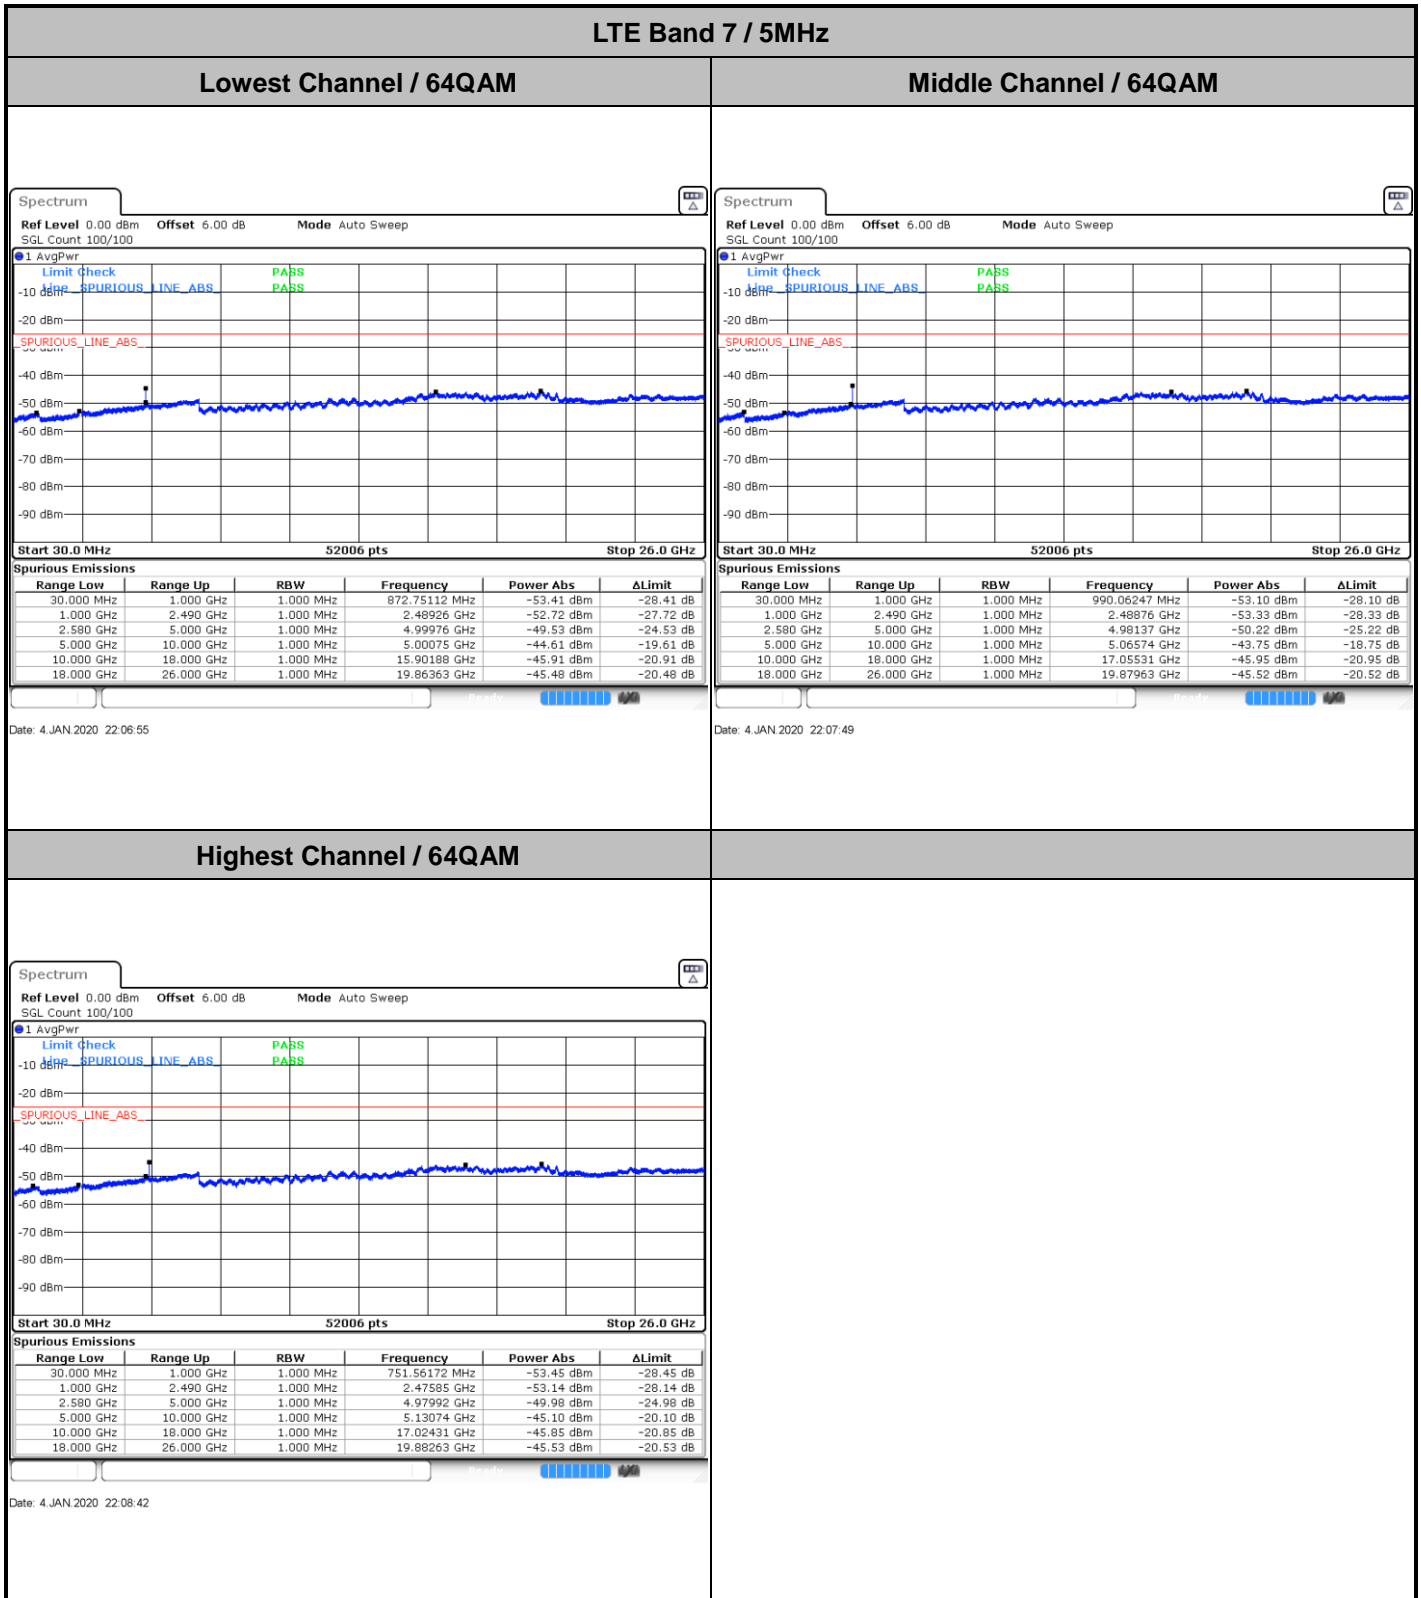 LTE Band 7 / 5MHz
Lowest Channel / 64QAM
Middle Channel / 64QAM
Spectrum
Ref Level 0.00 dBm Offset 6.00 dB Mode Auto Sweep
SGL Count 100/100
1 AvgPwr
Limit Check PASS
Line _SPURIOUS_LINE_ABS_ PASS
-10 dBm
-20 dBm
_SPURIOUS_LINE_ABS_
-30 dBm
-40 dBm
-50 dBm
-60 dBm
-70 dBm
-80 dBm
-90 dBm
Start 30.0 MHz 52006 pts Stop 26.0 GHz
Spurious Emissions
Range Low Range Up RBW Frequency Power Abs ΔLimit
30.000 MHz 1.000 GHz 1.000 MHz 872.75112 MHz -53.41 dBm -28.41 dB
1.000 GHz 2.490 GHz 1.000 MHz 2.48926 GHz -52.72 dBm -27.72 dB
2.580 GHz 5.000 GHz 1.000 MHz 4.99976 GHz -49.53 dBm -24.53 dB
5.000 GHz 10.000 GHz 1.000 MHz 5.00075 GHz -44.61 dBm -19.61 dB
10.000 GHz 18.000 GHz 1.000 MHz 15.90188 GHz -45.91 dBm -20.91 dB
18.000 GHz 26.000 GHz 1.000 MHz 19.86363 GHz -45.48 dBm -20.48 dB
Ready
Date: 4.JAN.2020 22:06:55
Spectrum
Ref Level 0.00 dBm Offset 6.00 dB Mode Auto Sweep
SGL Count 100/100
1 AvgPwr
Limit Check PASS
Line _SPURIOUS_LINE_ABS_ PASS
-10 dBm
-20 dBm
_SPURIOUS_LINE_ABS_
-30 dBm
-40 dBm
-50 dBm
-60 dBm
-70 dBm
-80 dBm
-90 dBm
Start 30.0 MHz 52006 pts Stop 26.0 GHz
Spurious Emissions
Range Low Range Up RBW Frequency Power Abs ΔLimit
30.000 MHz 1.000 GHz 1.000 MHz 990.06247 MHz -53.10 dBm -28.10 dB
1.000 GHz 2.490 GHz 1.000 MHz 2.48876 GHz -53.33 dBm -28.33 dB
2.580 GHz 5.000 GHz 1.000 MHz 4.98137 GHz -50.22 dBm -25.22 dB
5.000 GHz 10.000 GHz 1.000 MHz 5.06574 GHz -43.75 dBm -18.75 dB
10.000 GHz 18.000 GHz 1.000 MHz 17.05531 GHz -45.95 dBm -20.95 dB
18.000 GHz 26.000 GHz 1.000 MHz 19.87963 GHz -45.52 dBm -20.52 dB
Ready
Date: 4.JAN.2020 22:07:49
Highest Channel / 64QAM
Spectrum
Ref Level 0.00 dBm Offset 6.00 dB Mode Auto Sweep
SGL Count 100/100
1 AvgPwr
Limit Check PASS
Line _SPURIOUS_LINE_ABS_ PASS
-10 dBm
-20 dBm
_SPURIOUS_LINE_ABS_
-30 dBm
-40 dBm
-50 dBm
-60 dBm
-70 dBm
-80 dBm
-90 dBm
Start 30.0 MHz 52006 pts Stop 26.0 GHz
Spurious Emissions
Range Low Range Up RBW Frequency Power Abs ΔLimit
30.000 MHz 1.000 GHz 1.000 MHz 751.56172 MHz -53.45 dBm -28.45 dB
1.000 GHz 2.490 GHz 1.000 MHz 2.47585 GHz -53.14 dBm -28.14 dB
2.580 GHz 5.000 GHz 1.000 MHz 4.97992 GHz -49.98 dBm -24.98 dB
5.000 GHz 10.000 GHz 1.000 MHz 5.13074 GHz -45.10 dBm -20.10 dB
10.000 GHz 18.000 GHz 1.000 MHz 17.02431 GHz -45.85 dBm -20.85 dB
18.000 GHz 26.000 GHz 1.000 MHz 19.88263 GHz -45.53 dBm -20.53 dB
Ready
Date: 4.JAN.2020 22:08:42